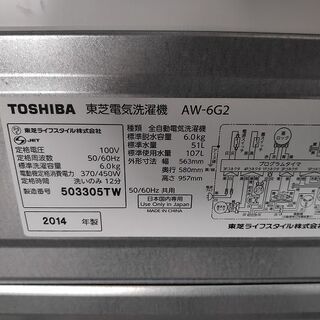 TOSHIBA 東芝電気洗濯機 AW-6G2
東芝ライフスタイル株式会社
JET
定格電圧 100V
定格周波数 50/60Hz
標準洗濯容量 6.0kg
電動機定格消費電力 370/450W
定格時間 洗いのみ 12分
製造番号 503305TW
2014 年製
種類 全自動電気洗濯機
標準脱水容量 6.0kg
標準水量 51L
標準使用水量 107L
外形寸法 幅 563mm
奥行 580mm
高さ 957mm
50/60Hz 共用
日本国内専用
Use Only in Japan
MADE IN CHINA
プログラムタイマ
東芝ライフスタイル株式会社